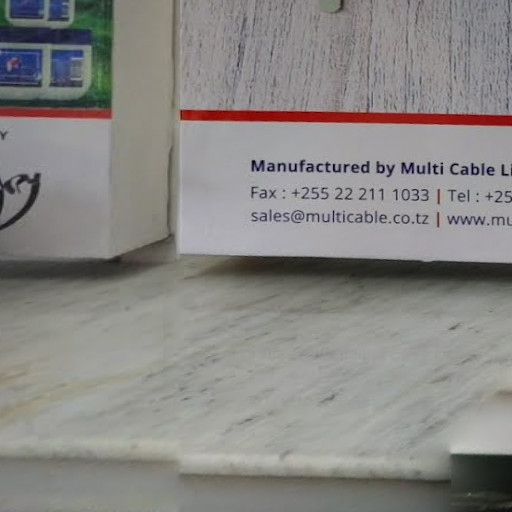 Manufactured by Multi Cable
Fax : +255 22 211 1033 | Tel :
sales@multicable.co.tz |